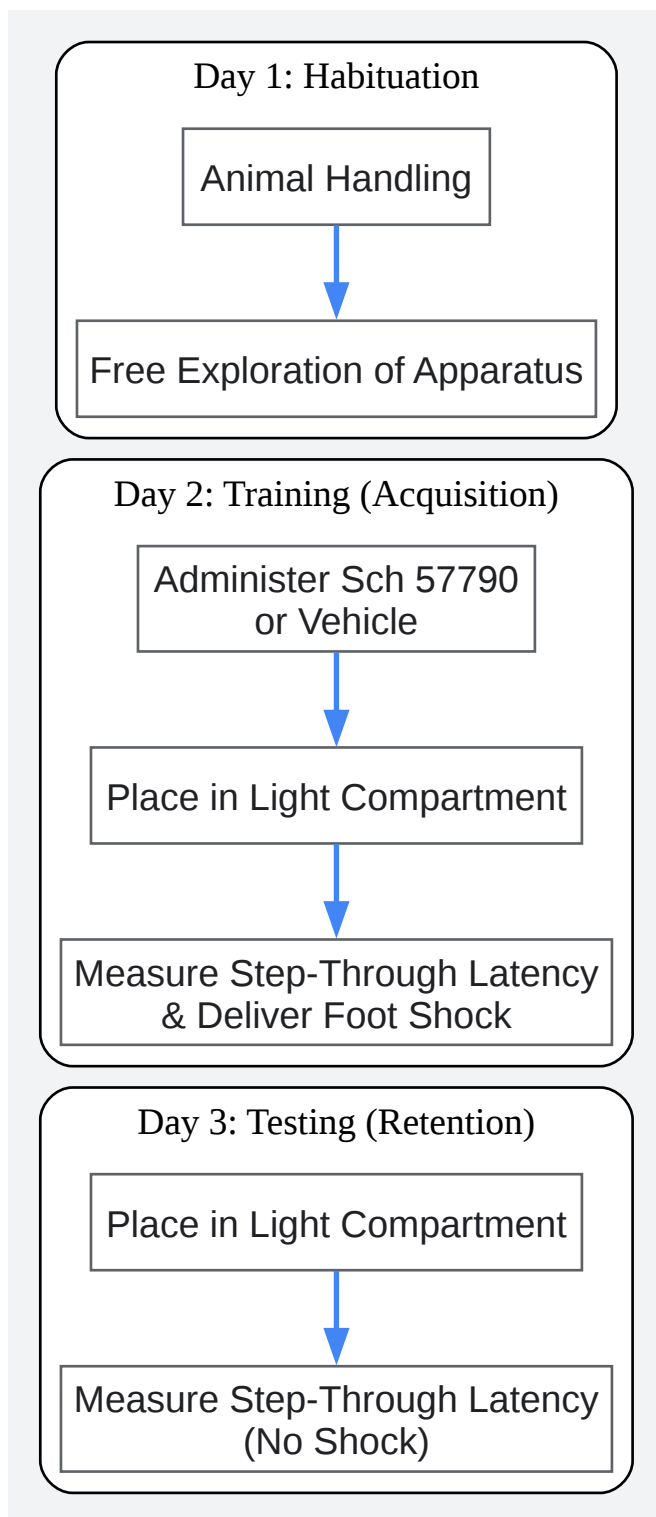 Day 1: Habituation
Animal Handling
Free Exploration of Apparatus
Day 2: Training (Acquisition)
Administer Sch 57790
or Vehicle
Place in Light Compartment
Measure Step-Through Latency
& Deliver Foot Shock
Day 3: Testing (Retention)
Place in Light Compartment
Measure Step-Through Latency
(No Shock)